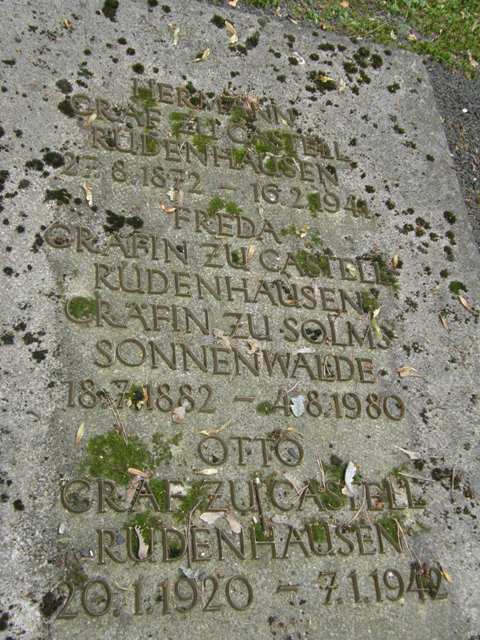 HERMANN
GRAF ZU CASTELL
RÜDENHAUSEN
27.8.1872 – 16.2.1941
FREDA
GRÄFIN ZU CASTELL
RÜDENHAUSEN
GRÄFIN ZU SOLMS
SONNENWALDE
18.7.1882 – 4.8.1980
OTTO
GRAF ZU CASTELL
RÜDENHAUSEN
20.1.1920 – 7.1.1942